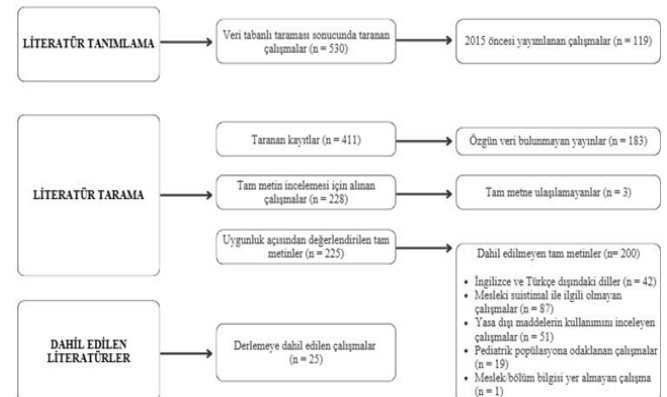 LİTERATÜR TANIMLAMA
Veri tabanlı taraması sonucunda taranan
çalışmalar (n = 530)
2015 öncesi yayımlanan çalışmalar (n = 119)
LİTERATÜR TARAMA
Taranan kayıtlar (n = 411)
Özgün veri bulunmayan yayınlar (n = 183)
Tam metin incelemesi için alınan
çalışmalar (n = 228)
Tam metne ulaşılamayanlar (n = 3)
Uygunluk açısından değerlendirilen tam
metinler (n = 225)
Dahil edilmeyen tam metinler (n= 200)
• İngilizce ve Türkçe dışındaki diller (n = 42)
• Mesleki suistimal ile ilgili olmayan
çalışmalar (n = 87)
• Yasa dışı maddelerin kullanımını inceleyen
çalışmalar (n = 51)
• Pediatrik popülasyona odaklanan çalışmalar
(n = 19)
• Meslek/bölüm bilgisi yer almayan çalışma
(n = 1)
DAHİL EDİLEN
LİTERATÜRLER
Derlemeye dahil edilen çalışmalar
(n = 25)